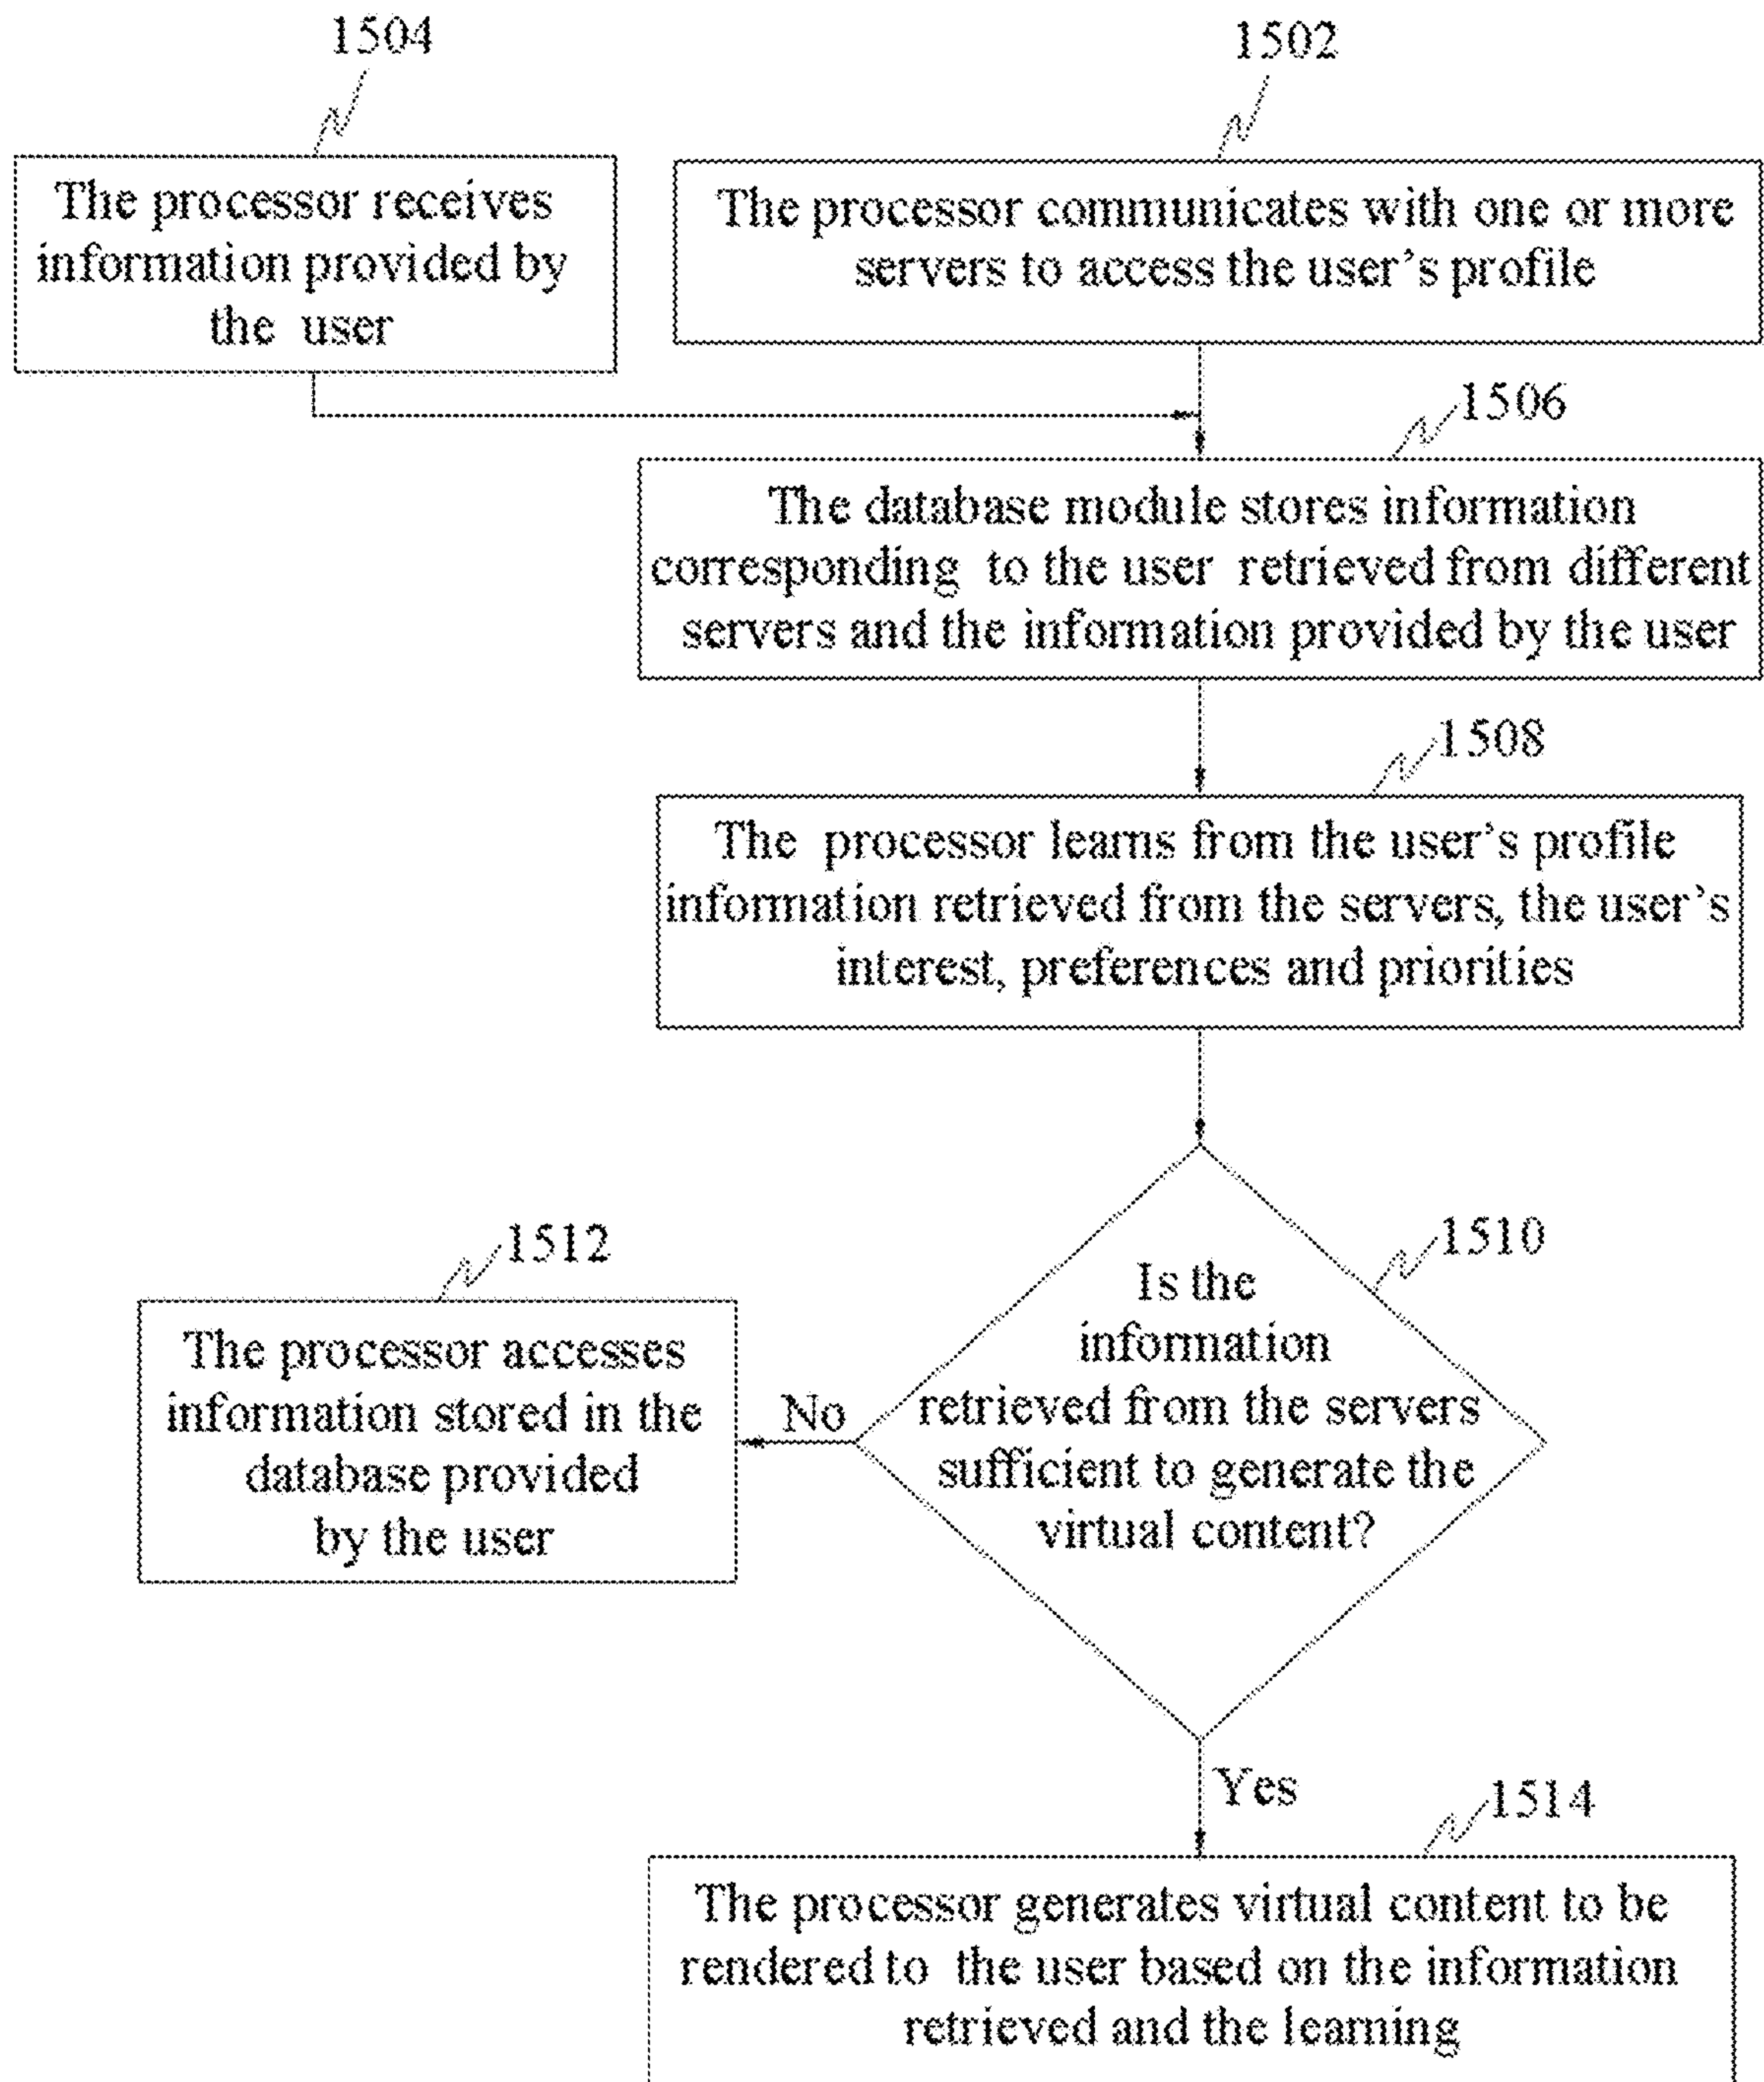 1504
1502
The processor receives
information provided by
the user
The processor communicates with one or more
servers to access the user's profile
1506
The database module stores information
corresponding to the user retrieved from different
servers and the information provided by the user
1508
The processor learns from the user's profile
information retrieved from the servers, the user's
interest, preferences and priorities
1510
Is the
information
retrieved from the servers
sufficient to generate the
virtual content?
1512
The processor accesses
information stored in the
database provided
by the user
No
Yes
1514
The processor generates virtual content to be
rendered to the user based on the information
retrieved and the learning